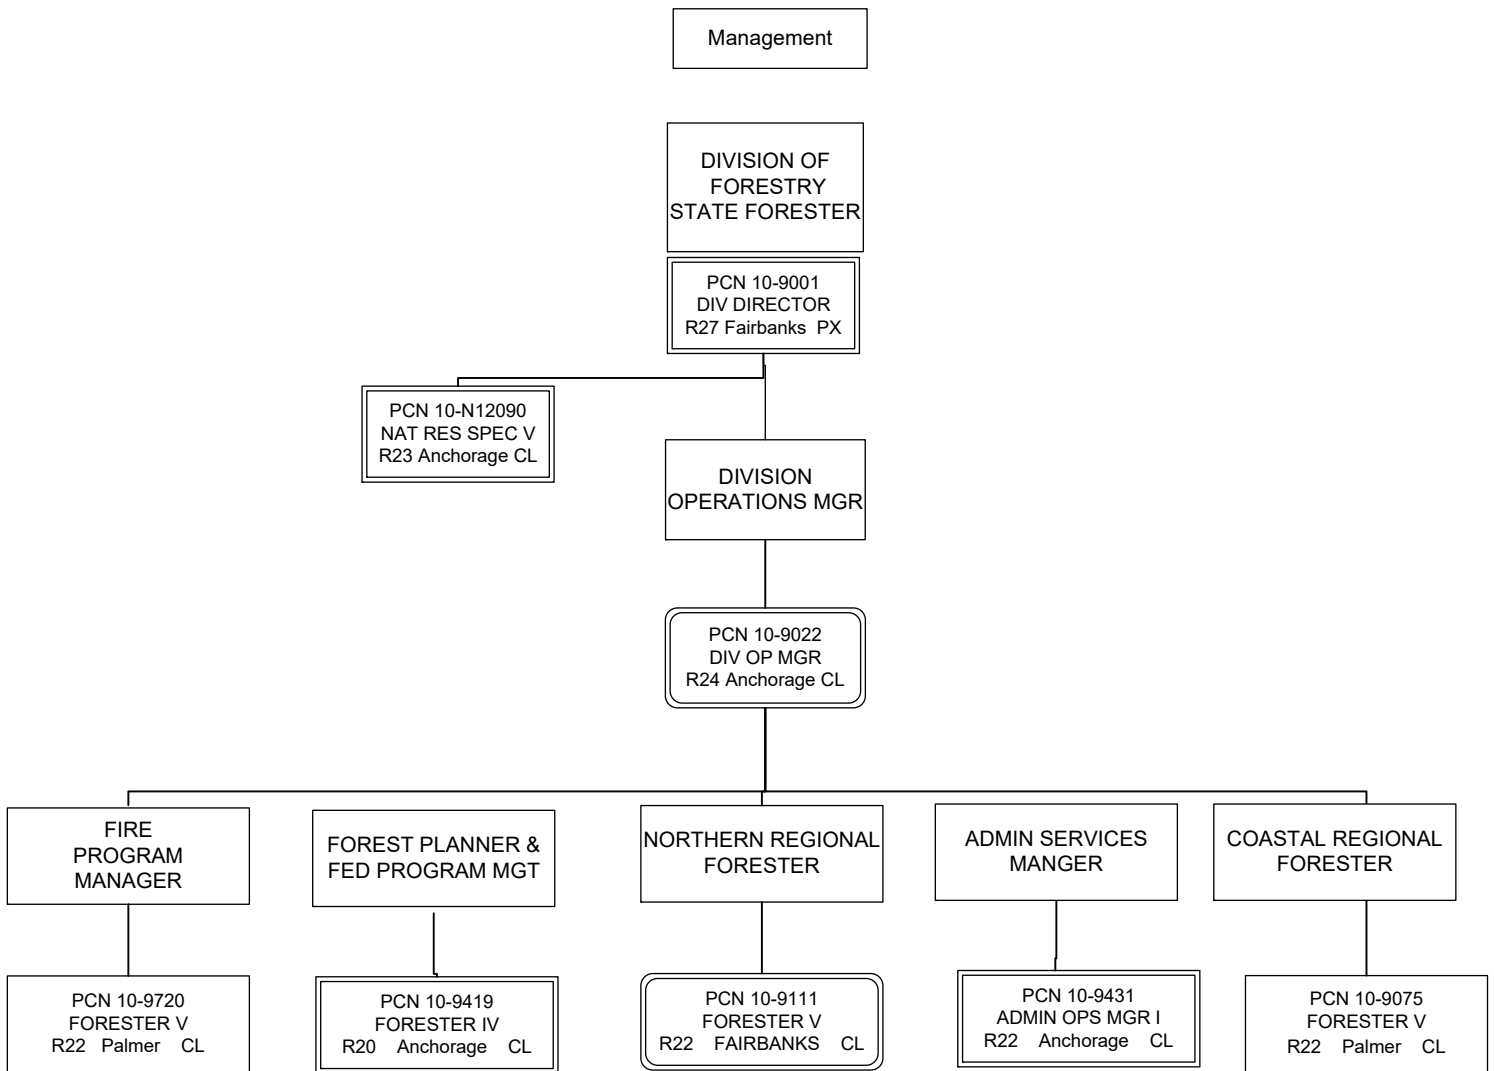 Management
DIVISION OF
FORESTRY
STATE FORESTER
PCN 10-9001
DIV DIRECTOR
R27 Fairbanks PX
PCN 10-N12090
NAT RES SPEC V
R23 Anchorage CL
DIVISION
OPERATIONS MGR
PCN 10-9022
DIV OP MGR
R24 Anchorage CL
FIRE
PROGRAM
MANAGER
FOREST PLANNER &
FED PROGRAM MGT
NORTHERN REGIONAL
FORESTER
ADMIN SERVICES
MANGER
COASTAL REGIONAL
FORESTER
PCN 10-9720
FORESTER V
R22 Palmer CL
PCN 10-9419
FORESTER IV
R20 Anchorage CL
PCN 10-9111
FORESTER V
R22 FAIRBANKS CL
PCN 10-9431
ADMIN OPS MGR I
R22 Anchorage CL
PCN 10-9075
FORESTER V
R22 Palmer CL